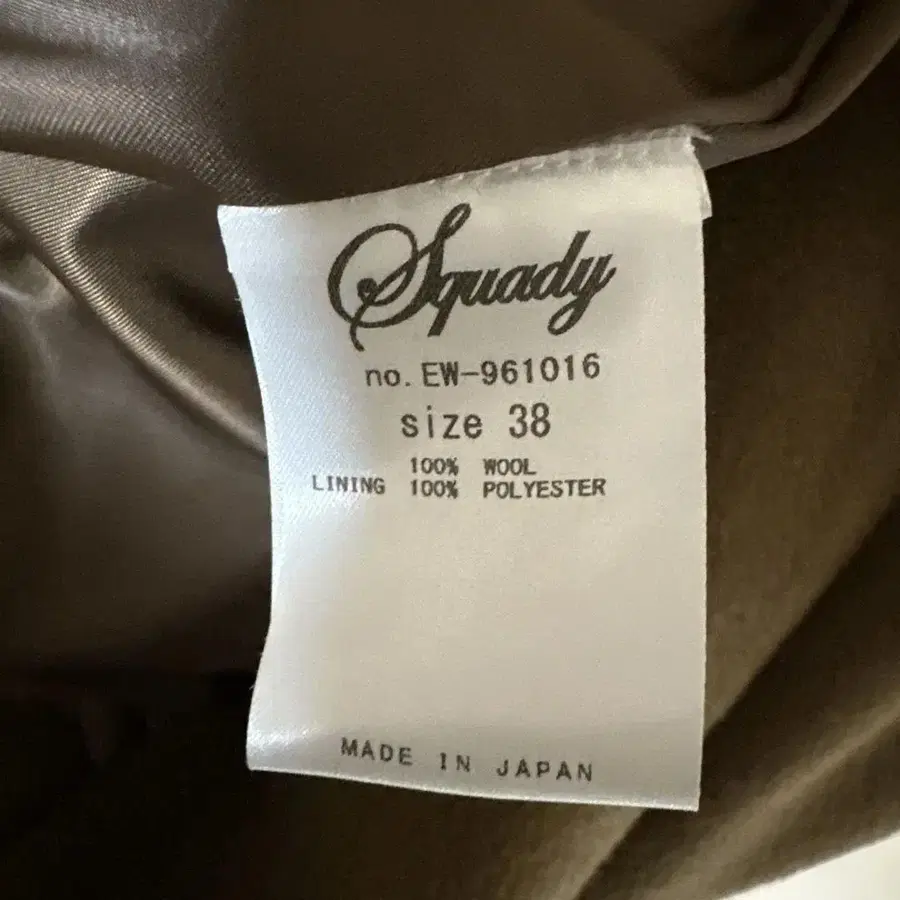 Squady
no. EW-961016
size 38
100% WOOL
LINING 100% POLYESTER
MADE IN JAPAN